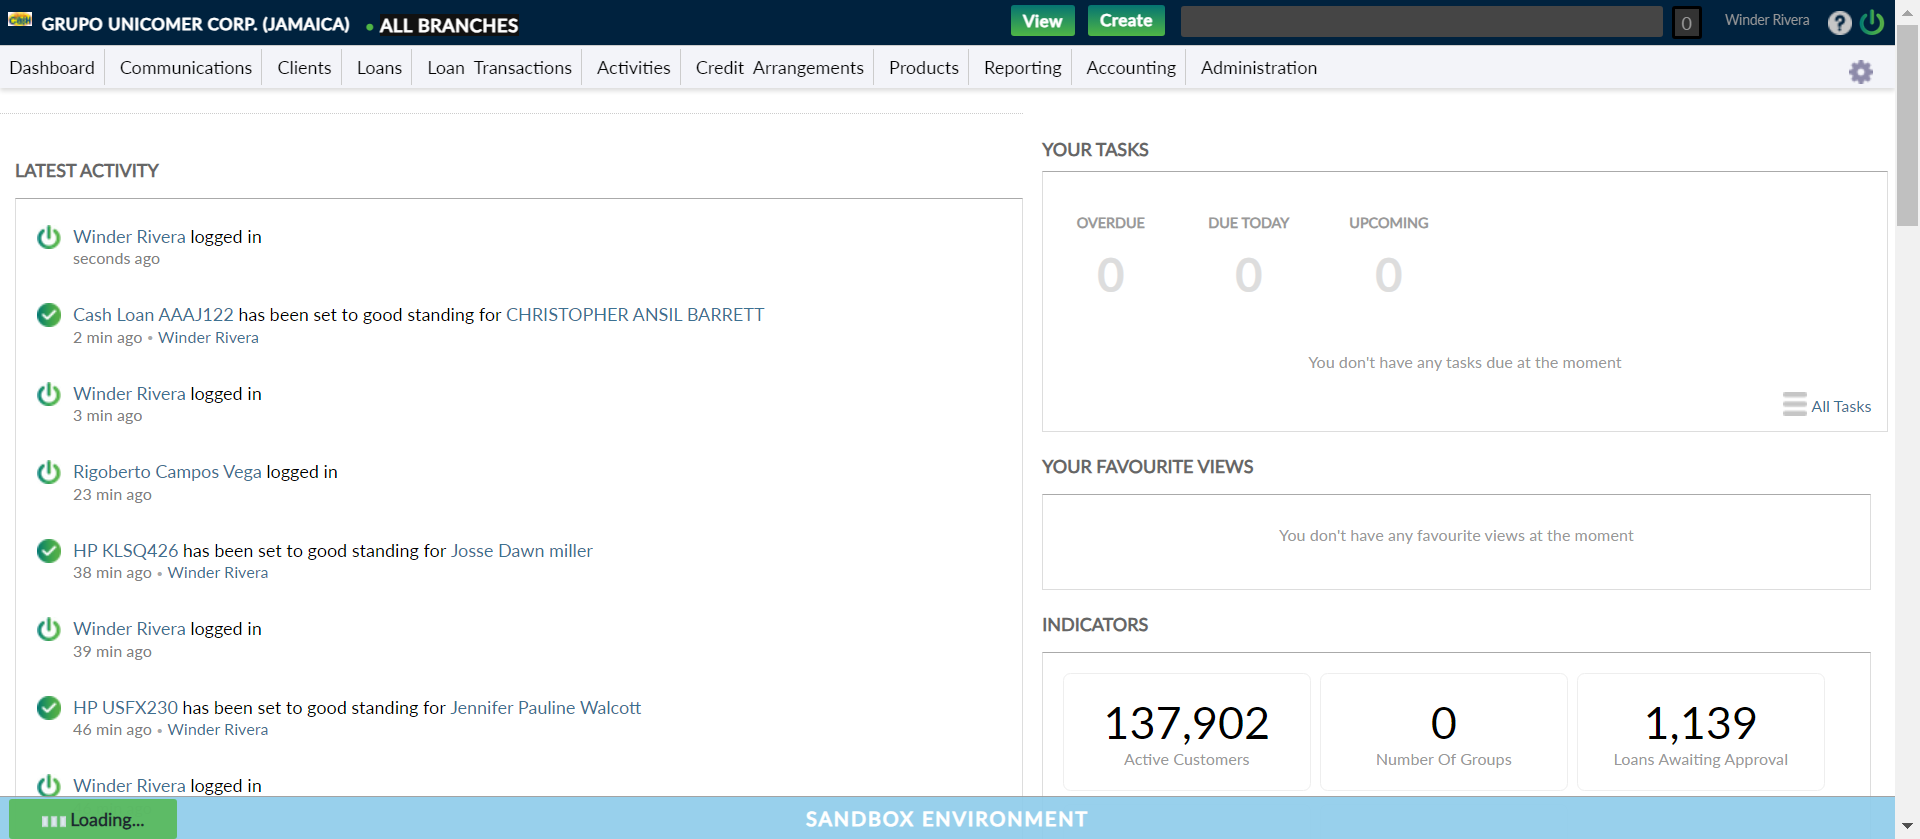 Cash GRUPO UNICOMER CORP. (JAMAICA) • ALL BRANCHES View Create 0 Winder Rivera ?
Dashboard Communications Clients Loans Loan Transactions Activities Credit Arrangements Products Reporting Accounting Administration
LATEST ACTIVITY
Winder Rivera logged in
seconds ago
Cash Loan AAAJ122 has been set to good standing for CHRISTOPHER ANSIL BARRETT
2 min ago • Winder Rivera
Winder Rivera logged in
3 min ago
Rigoberto Campos Vega logged in
23 min ago
HP KLSQ426 has been set to good standing for Josse Dawn miller
38 min ago • Winder Rivera
Winder Rivera logged in
39 min ago
HP USFX230 has been set to good standing for Jennifer Pauline Walcott
46 min ago • Winder Rivera
Winder Rivera logged in
YOUR TASKS
OVERDUE DUE TODAY UPCOMING
0 0 0
You don't have any tasks due at the moment
All Tasks
YOUR FAVOURITE VIEWS
You don't have any favourite views at the moment
INDICATORS
137,902 0 1,139
Active Customers Number Of Groups Loans Awaiting Approval
Loading... SANDBOX ENVIRONMENT